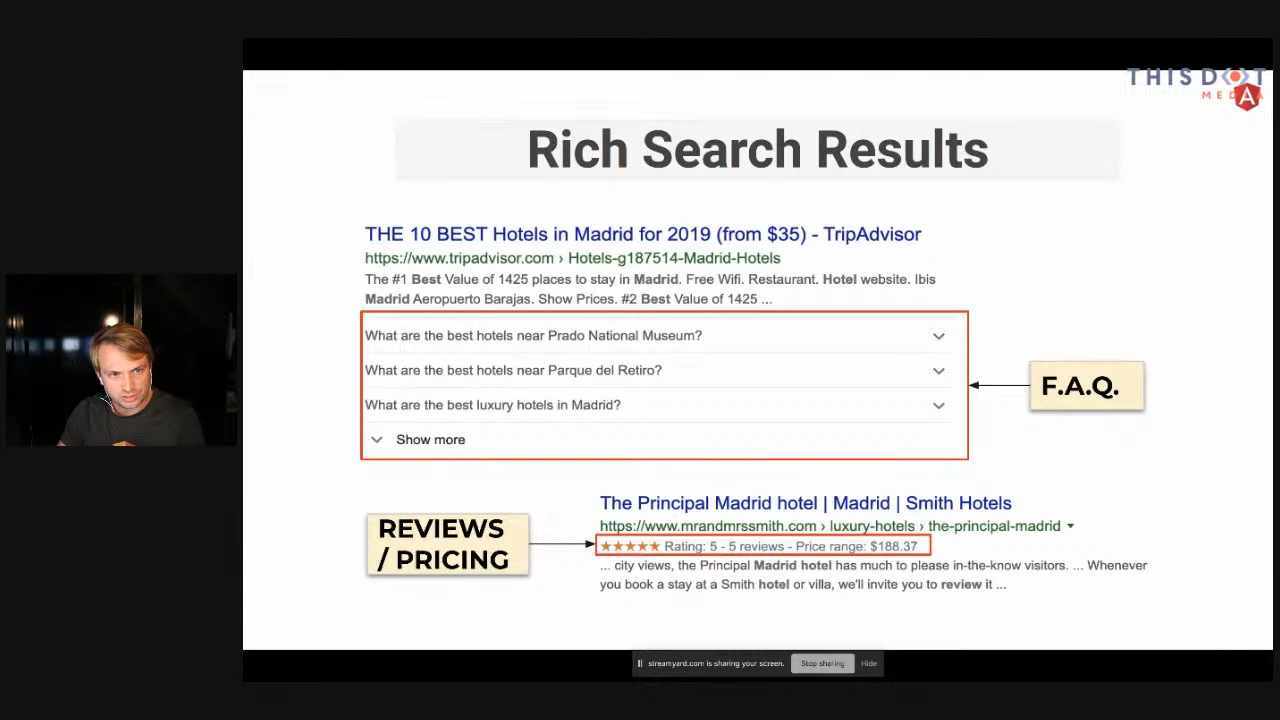 THIS DOT
MEDIA
A
Rich Search Results
THE 10 BEST Hotels in Madrid for 2019 (from $35) - TripAdvisor
https://www.tripadvisor.com › Hotels-g187514-Madrid-Hotels
The #1 Best Value of 1425 places to stay in Madrid. Free Wifi. Restaurant. Hotel website. Ibis
Madrid Aeropuerto Barajas. Show Prices. #2 Best Value of 1425 ...
What are the best hotels near Prado National Museum?
What are the best hotels near Parque del Retiro?
What are the best luxury hotels in Madrid?
Show more
F.A.Q.
REVIEWS
/ PRICING
The Principal Madrid hotel | Madrid | Smith Hotels
https://www.mrandmrssmith.com › luxury-hotels › the-principal-madrid
★★★★★ Rating: 5 - 5 reviews - Price range: $188.37
... city views, the Principal Madrid hotel has much to please in-the-know visitors. ... Whenever
you book a stay at a Smith hotel or villa, we'll invite you to review it ...
streamyard.com is sharing your screen. Stop sharing Hide